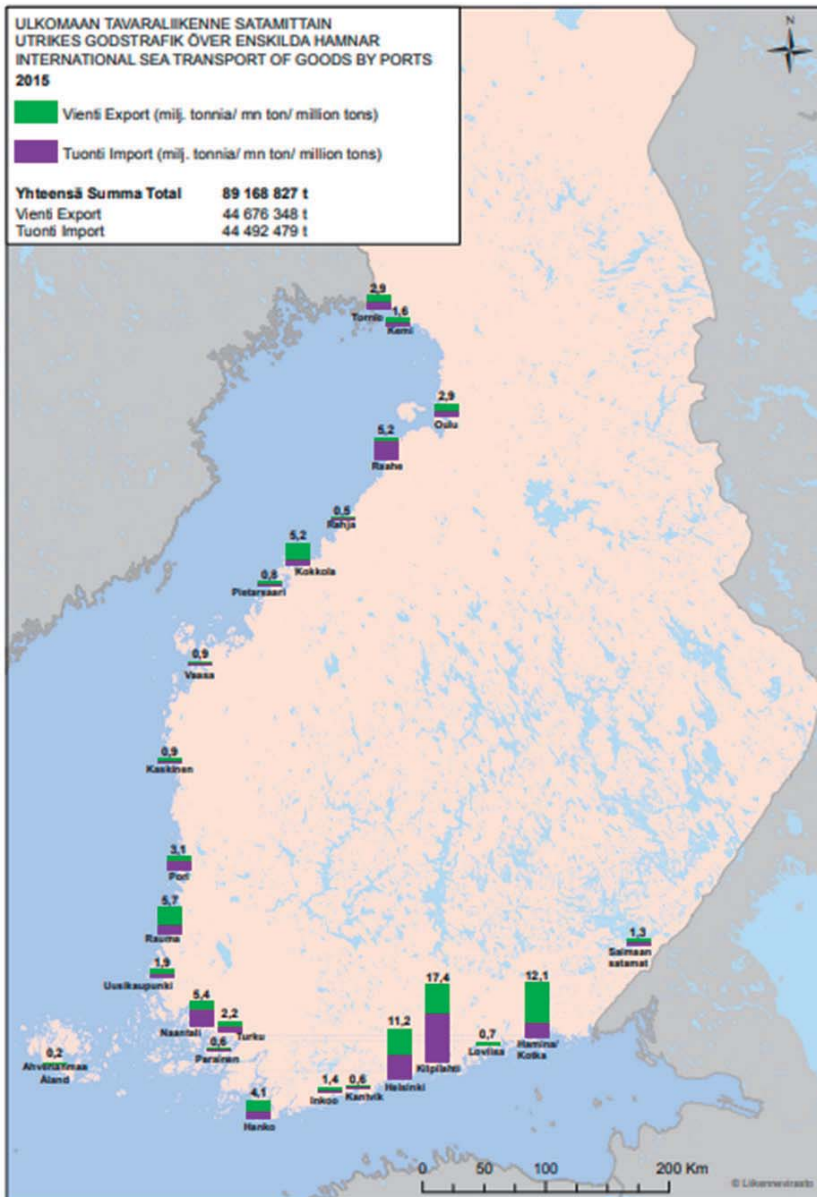 ULKOMAAN TAVARALIIKENNE SATAMITTAIN
UTRIKES GODSTRAFIK ÖVER ENSKILDA HAMNAR
INTERNATIONAL SEA TRANSPORT OF GOODS BY PORTS
2015
Vienti Export (milj. tonnia/ mn ton/ million tons)
Tuonti Import (milj. tonnia/ mn ton/ million tons)
Yhteensä Summa Total 89 168 827 t
Vienti Export 44 676 348 t
Tuonti Import 44 492 479 t
N
2,9
Tornio
1,6
Kemi
2,9
Oulu
5,2
Raahe
0,5
Rahja
5,2
Kokkola
0,8
Pietarsaari
0,9
Vaasa
0,9
Kaskinen
3,1
Pori
5,7
Rauma
1,9
Uusikaupunki
5,4
Naantali
2,2
Turku
0,6
Parainen
0,2
Ahvenanmaa
Åland
4,1
Hanko
1,4
Inkoo
0,6
Kantvik
11,2
Helsinki
17,4
Kilpilahti
0,7
Loviisa
12,1
Hamina/
Kotka
1,3
Saimaan
satamat
0 50 100 200 Km
© Liikennevirasto